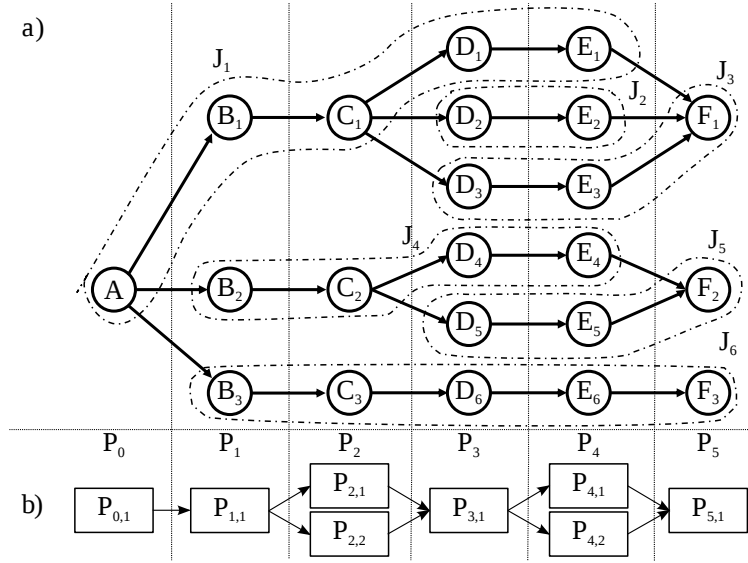 a)
D₁ E₁
J₁ J₃
J₂
B₁ C₁ D₂ E₂ F₁
D₃ E₃
J₄ J₅
D₄ E₄
A B₂ C₂ F₂
D₅ E₅
J₆
B₃ C₃ D₆ E₆ F₃
P₀ P₁ P₂ P₃ P₄ P₅
P₂,₁ P₄,₁
b) P₀,₁ P₁,₁ P₃,₁ P₅,₁
P₂,₂ P₄,₂